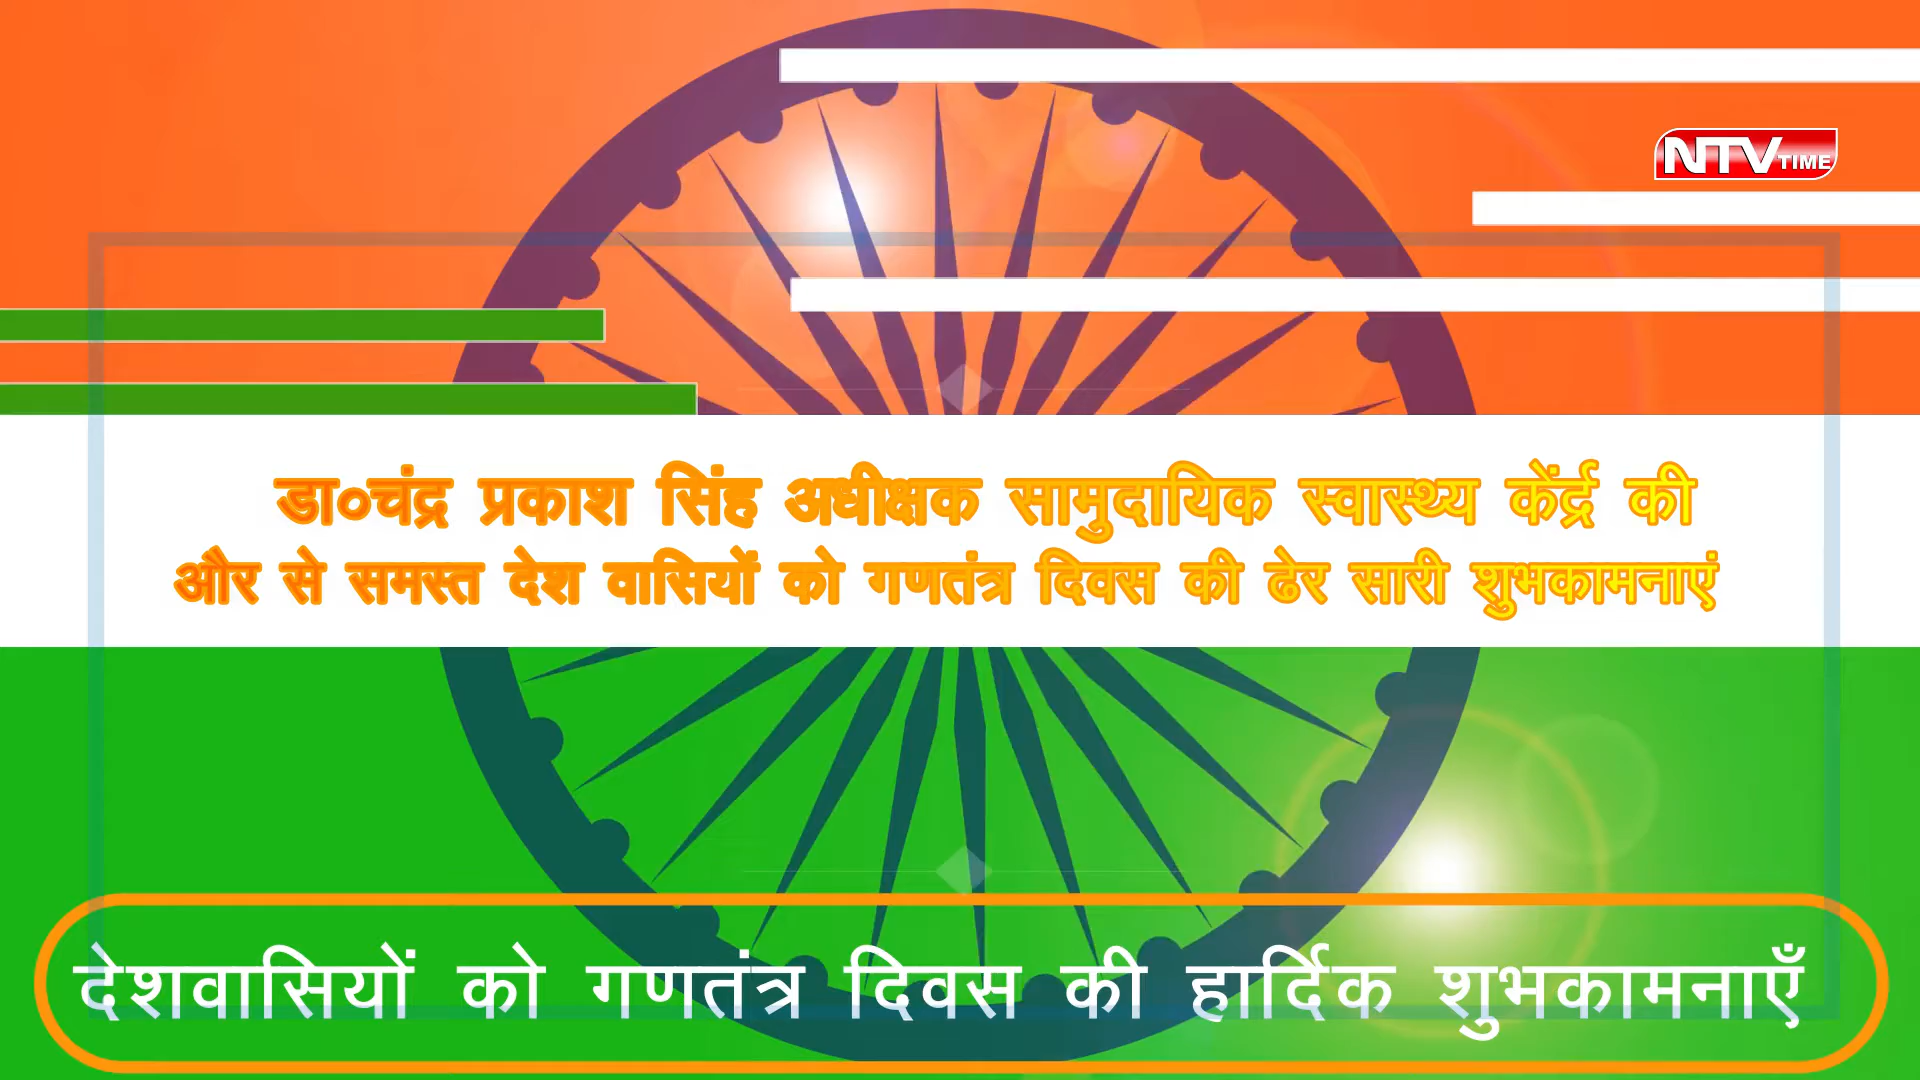 NTV TIME
डा०चंद्र प्रकाश सिंह अधीक्षक सामुदायिक स्वास्थ्य केंर्द्र की
और से समस्त देश वासियों को गणतंत्र दिवस की ढेर सारी शुभकामनाएं
देशवासियों को गणतंत्र दिवस की हार्दिक शुभकामनाएँ